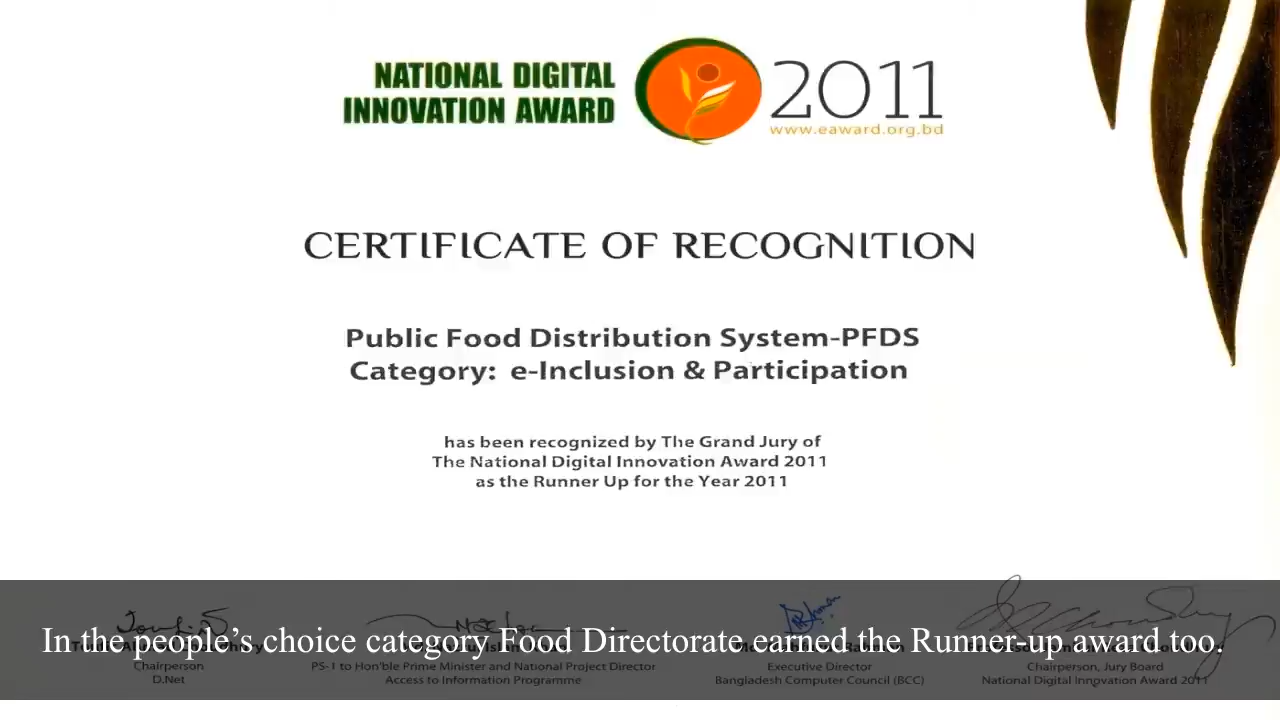 NATIONAL DIGITAL
INNOVATION AWARD
2011
www.eaward.org.bd
CERTIFICATE OF RECOGNITION
Public Food Distribution System-PFDS
Category: e-Inclusion & Participation
has been recognized by The Grand Jury of
The National Digital Innovation Award 2011
as the Runner Up for the Year 2011
In the people’s choice category Food Directorate earned the Runner-up award too.
Chairperson
D.Net
PS-1 to Hon'ble Prime Minister and National Project Director
Access to Information Programme
Executive Director
Bangladesh Computer Council (BCC)
Chairperson, Jury Board
National Digital Innovation Award 2011